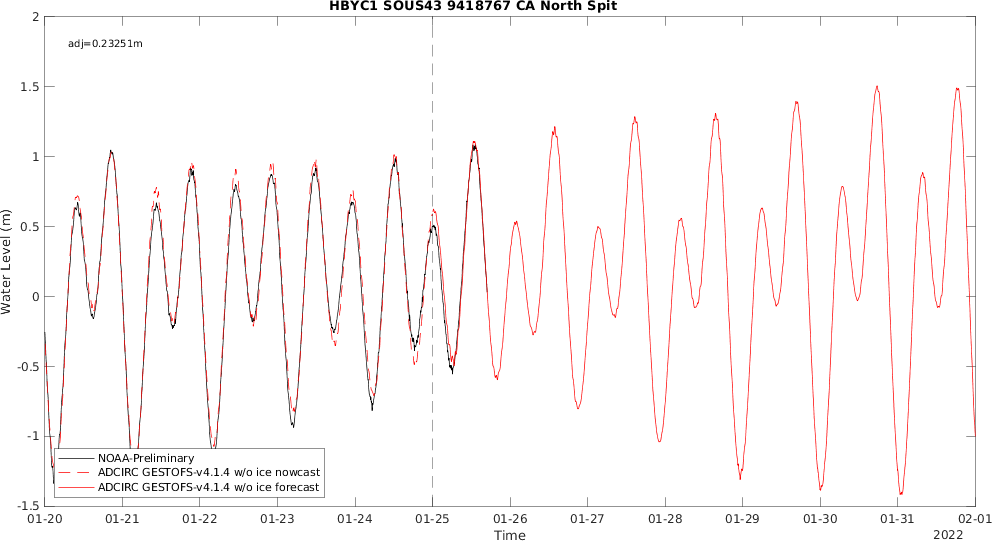 HBYC1 SOUS43 9418767 CA North Spit
adj=0.23251m
Water Level (m)
2
1.5
1
0.5
0
-0.5
-1
-1.5
NOAA-Preliminary
ADCIRC GESTOFS-v4.1.4 w/o ice nowcast
ADCIRC GESTOFS-v4.1.4 w/o ice forecast
01-20 01-21 01-22 01-23 01-24 01-25 01-26 01-27 01-28 01-29 01-30 01-31 02-01
Time
2022